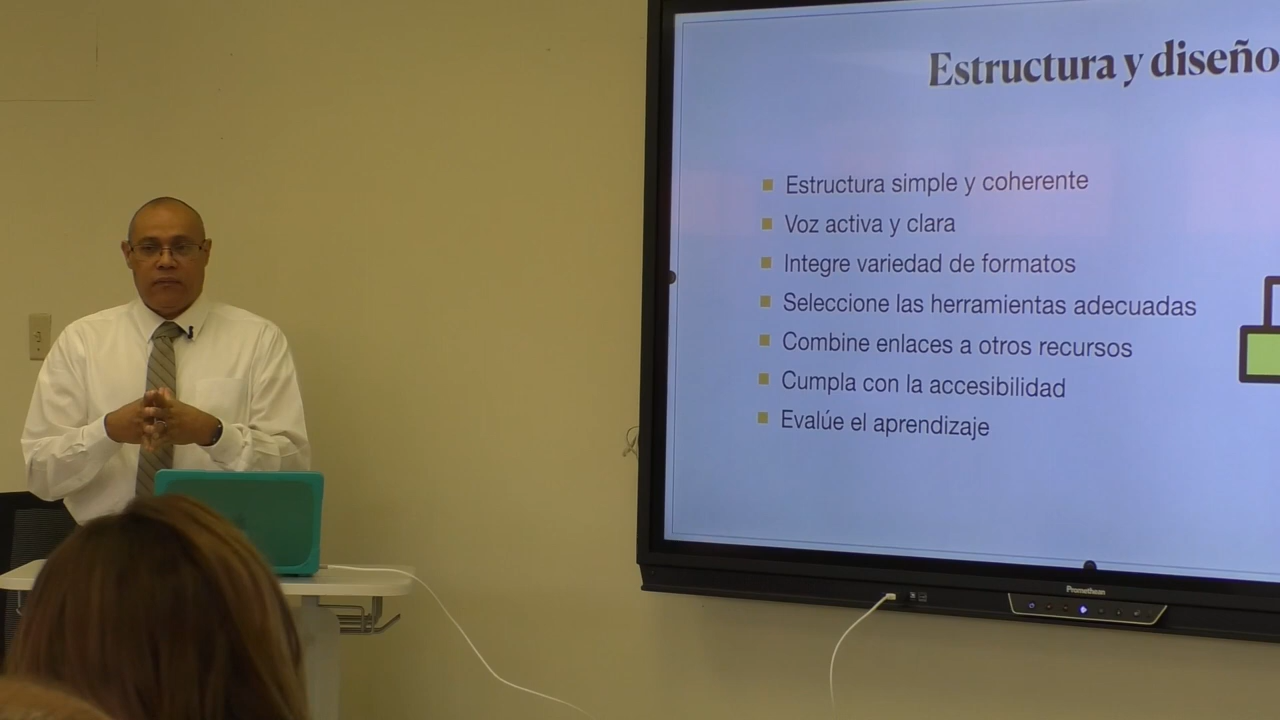 Estructura y diseño
Estructura simple y coherente
Voz activa y clara
Integre variedad de formatos
Seleccione las herramientas adecuadas
Combine enlaces a otros recursos
Cumpla con la accesibilidad
Evalúe el aprendizaje
Promethean